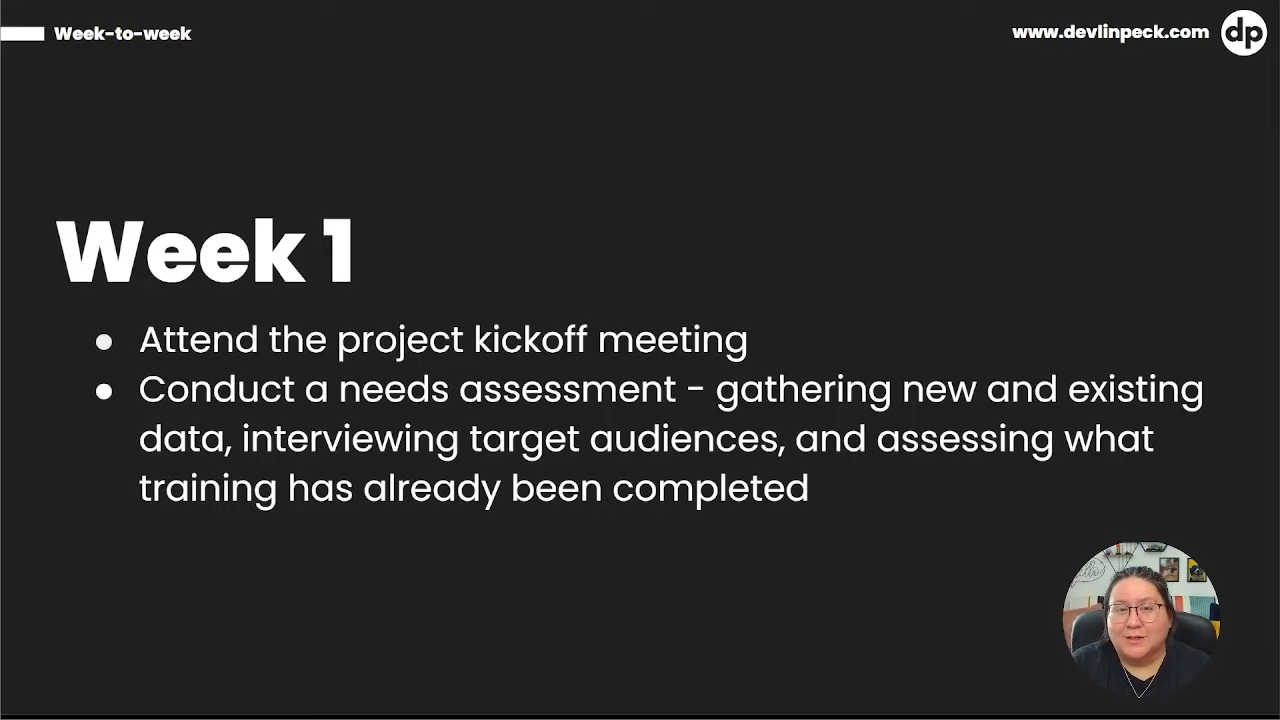 Week-to-week
www.devlinpeck.com
dp
Week 1
● Attend the project kickoff meeting
● Conduct a needs assessment - gathering new and existing
data, interviewing target audiences, and assessing what
training has already been completed